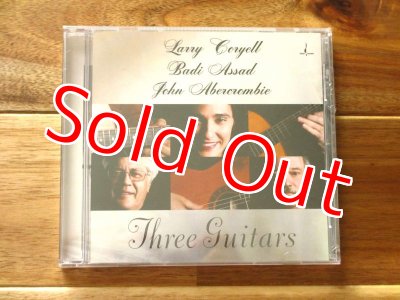 Larry Coryell
Badi Assad
John Abercrombie
Sold Out
Three Guitars